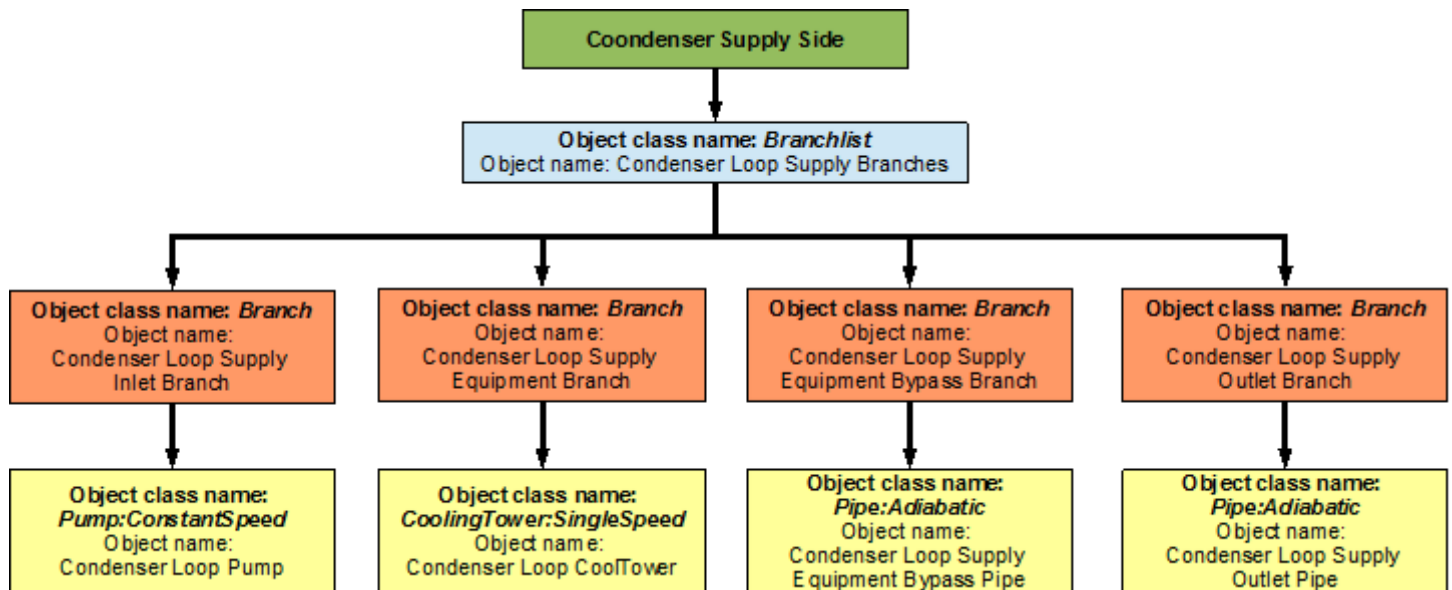 Coondenser Supply Side
Object class name: Branchlist
Object name: Condenser Loop Supply Branches
Object class name: Branch
Object name:
Condenser Loop Supply
Inlet Branch
Object class name: Branch
Object name:
Condenser Loop Supply
Equipment Branch
Object class name: Branch
Object name:
Condenser Loop Supply
Equipment Bypass Branch
Object class name: Branch
Object name:
Condenser Loop Supply
Outlet Branch
Object class name:
Pump:ConstantSpeed
Object name:
Condenser Loop Pump
Object class name:
CoolingTower:SingleSpeed
Object name:
Condenser Loop CoolTower
Object class name:
Pipe:Adiabatic
Object name:
Condenser Loop Supply
Equipment Bypass Pipe
Object class name:
Pipe:Adiabatic
Object name:
Condenser Loop Supply
Outlet Pipe